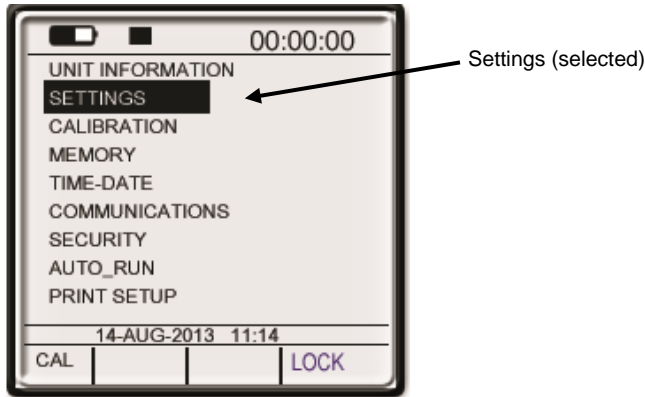 00:00:00
UNIT INFORMATION
SETTINGS
CALIBRATION
MEMORY
TIME-DATE
COMMUNICATIONS
SECURITY
AUTO_RUN
PRINT SETUP
14-AUG-2013 11:14
CAL LOCK
Settings (selected)